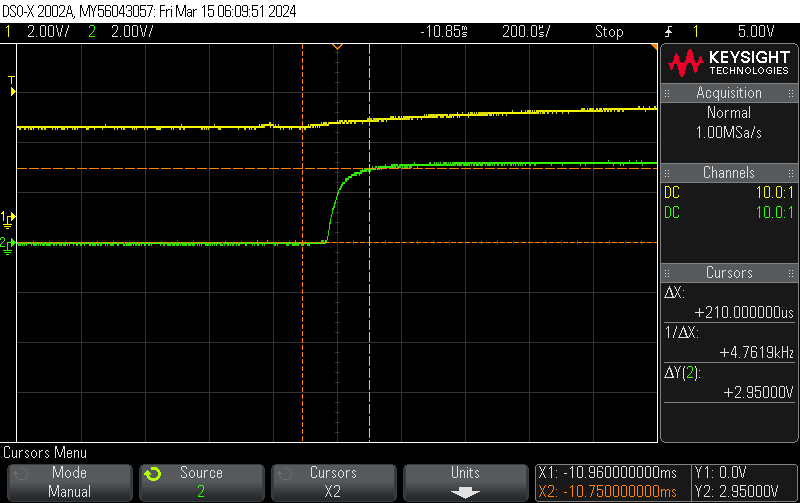 DSO-X 2002A, MY56043057: Fri Mar 15 06:09:51 2024
1 2.00V/ 2 2.00V/ -10.85ms 200.0us/ Stop 1 5.00V
T
KEYSIGHT
TECHNOLOGIES
Acquisition
Normal
1.00MSa/s
Channels
DC 10.0:1
DC 10.0:1
1
2
Cursors
ΔX:
+210.000000us
1/ΔX:
+4.7619kHz
ΔY(2):
+2.95000V
Cursors Menu
Mode
Manual
Source
2
Cursors
X2
Units
X1: -10.960000000ms Y1: 0.0V
X2: -10.750000000ms Y2: 2.95000V